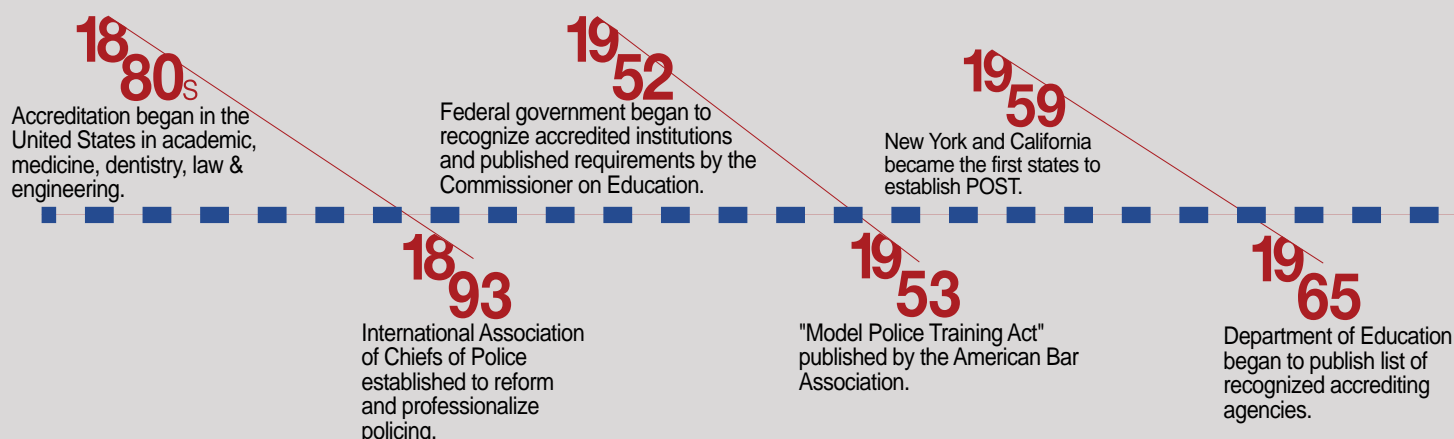 1880s
Accreditation began in the
United States in academic,
medicine, dentistry, law &
engineering.
1893
International Association
of Chiefs of Police
established to reform
and professionalize
policing.
1952
Federal government began to
recognize accredited institutions
and published requirements by the
Commissioner on Education.
1953
"Model Police Training Act"
published by the American Bar
Association.
1959
New York and California
became the first states to
establish POST.
1965
Department of Education
began to publish list of
recognized accrediting
agencies.